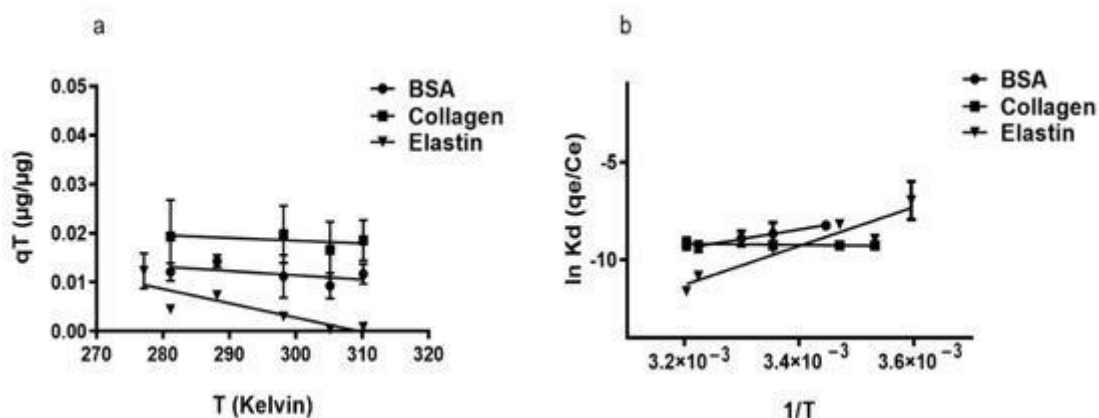 a
0.05
0.04
0.03
0.02
0.01
0.00
qT (µg/µg)
270 280 290 300 310 320
T (Kelvin)
BSA
Collagen
Elastin
b
-5
-10
ln Kd (qe/Ce)
3.2×10⁻³ 3.4×10⁻³ 3.6×10⁻³
1/T
BSA
Collagen
Elastin